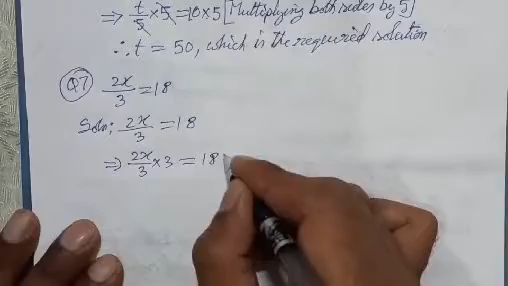 ⇒ t/5 × 5 = 10 × 5 [Multiplying both sides by 5]
∴ t = 50, which is the required solution
Q7 2x/3 = 18
Soln: 2x/3 = 18
⇒ 2x/3 × 3 = 18